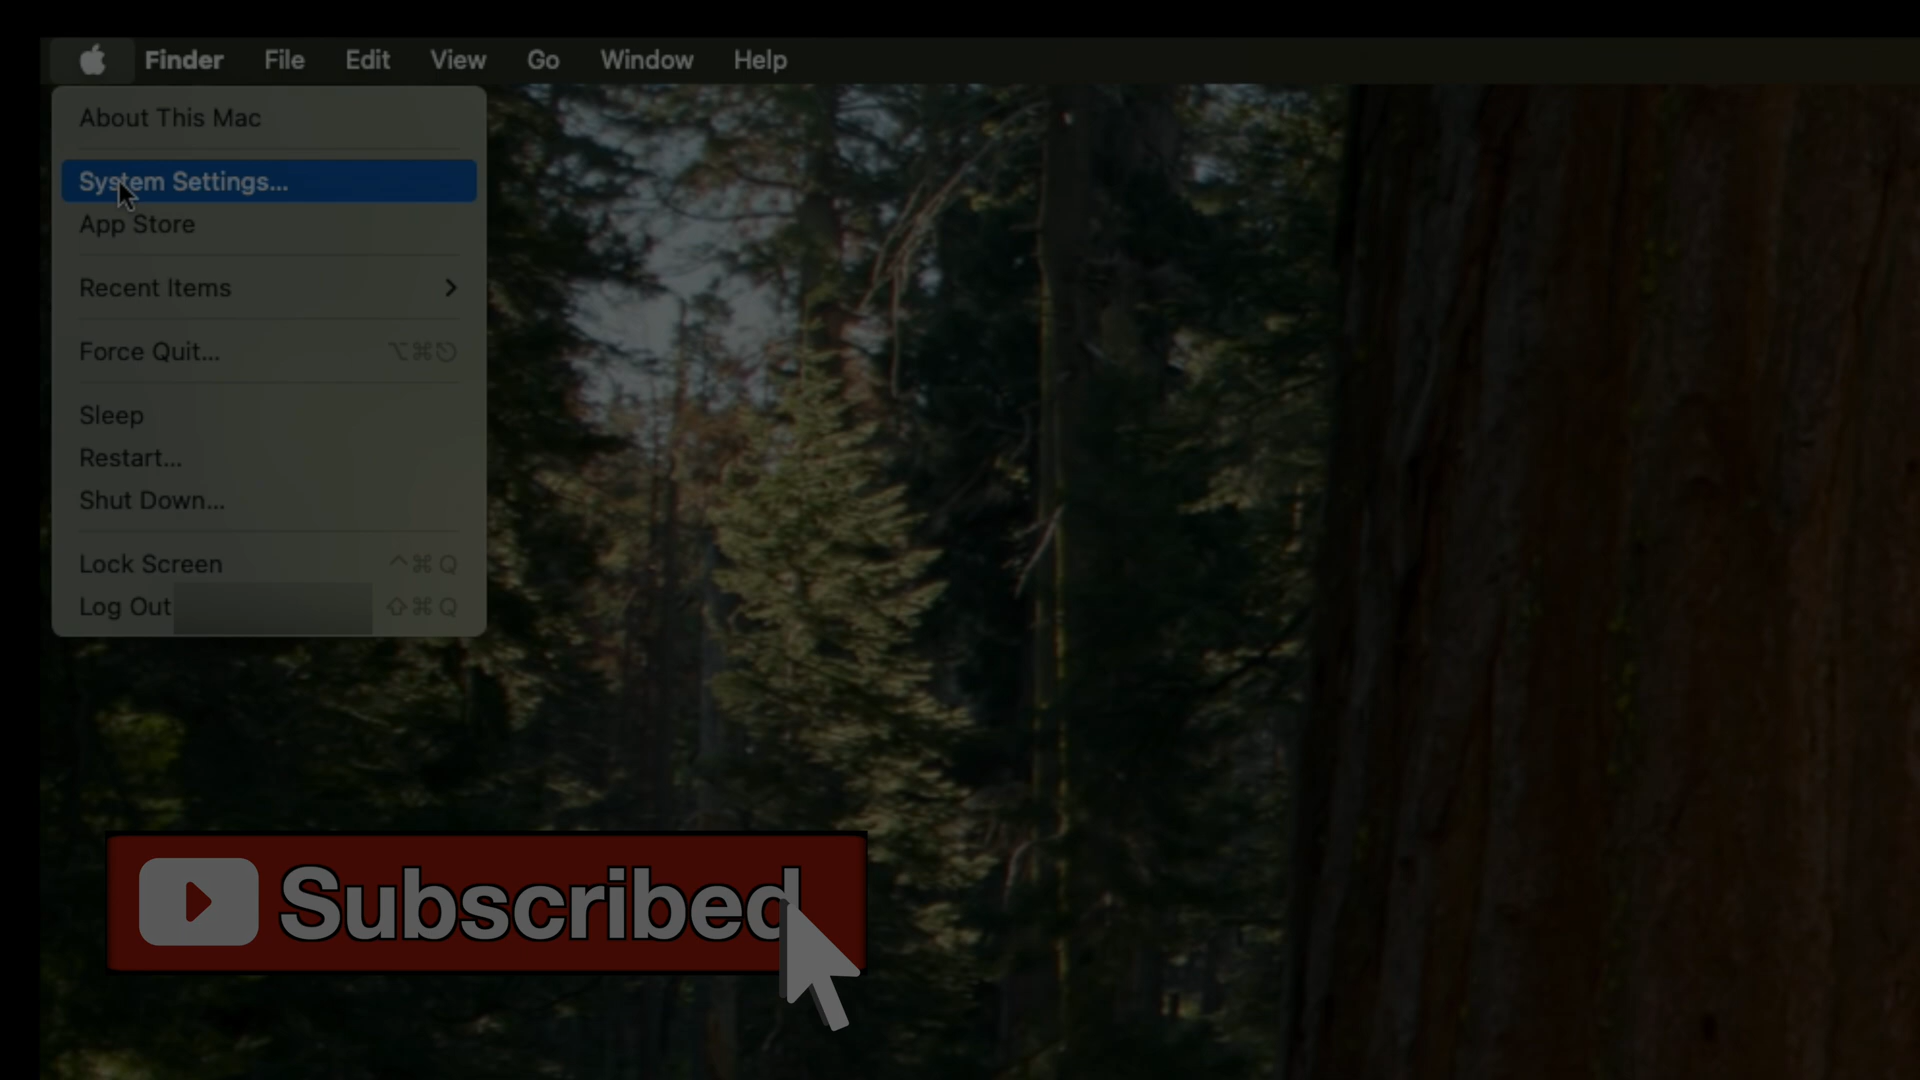 Finder File Edit View Go Window Help
About This Mac
System Settings...
App Store
Recent Items
Force Quit... ⌥⌘⎋
Sleep
Restart...
Shut Down...
Lock Screen ^⌘Q
Log Out ⇧⌘Q
Subscribed